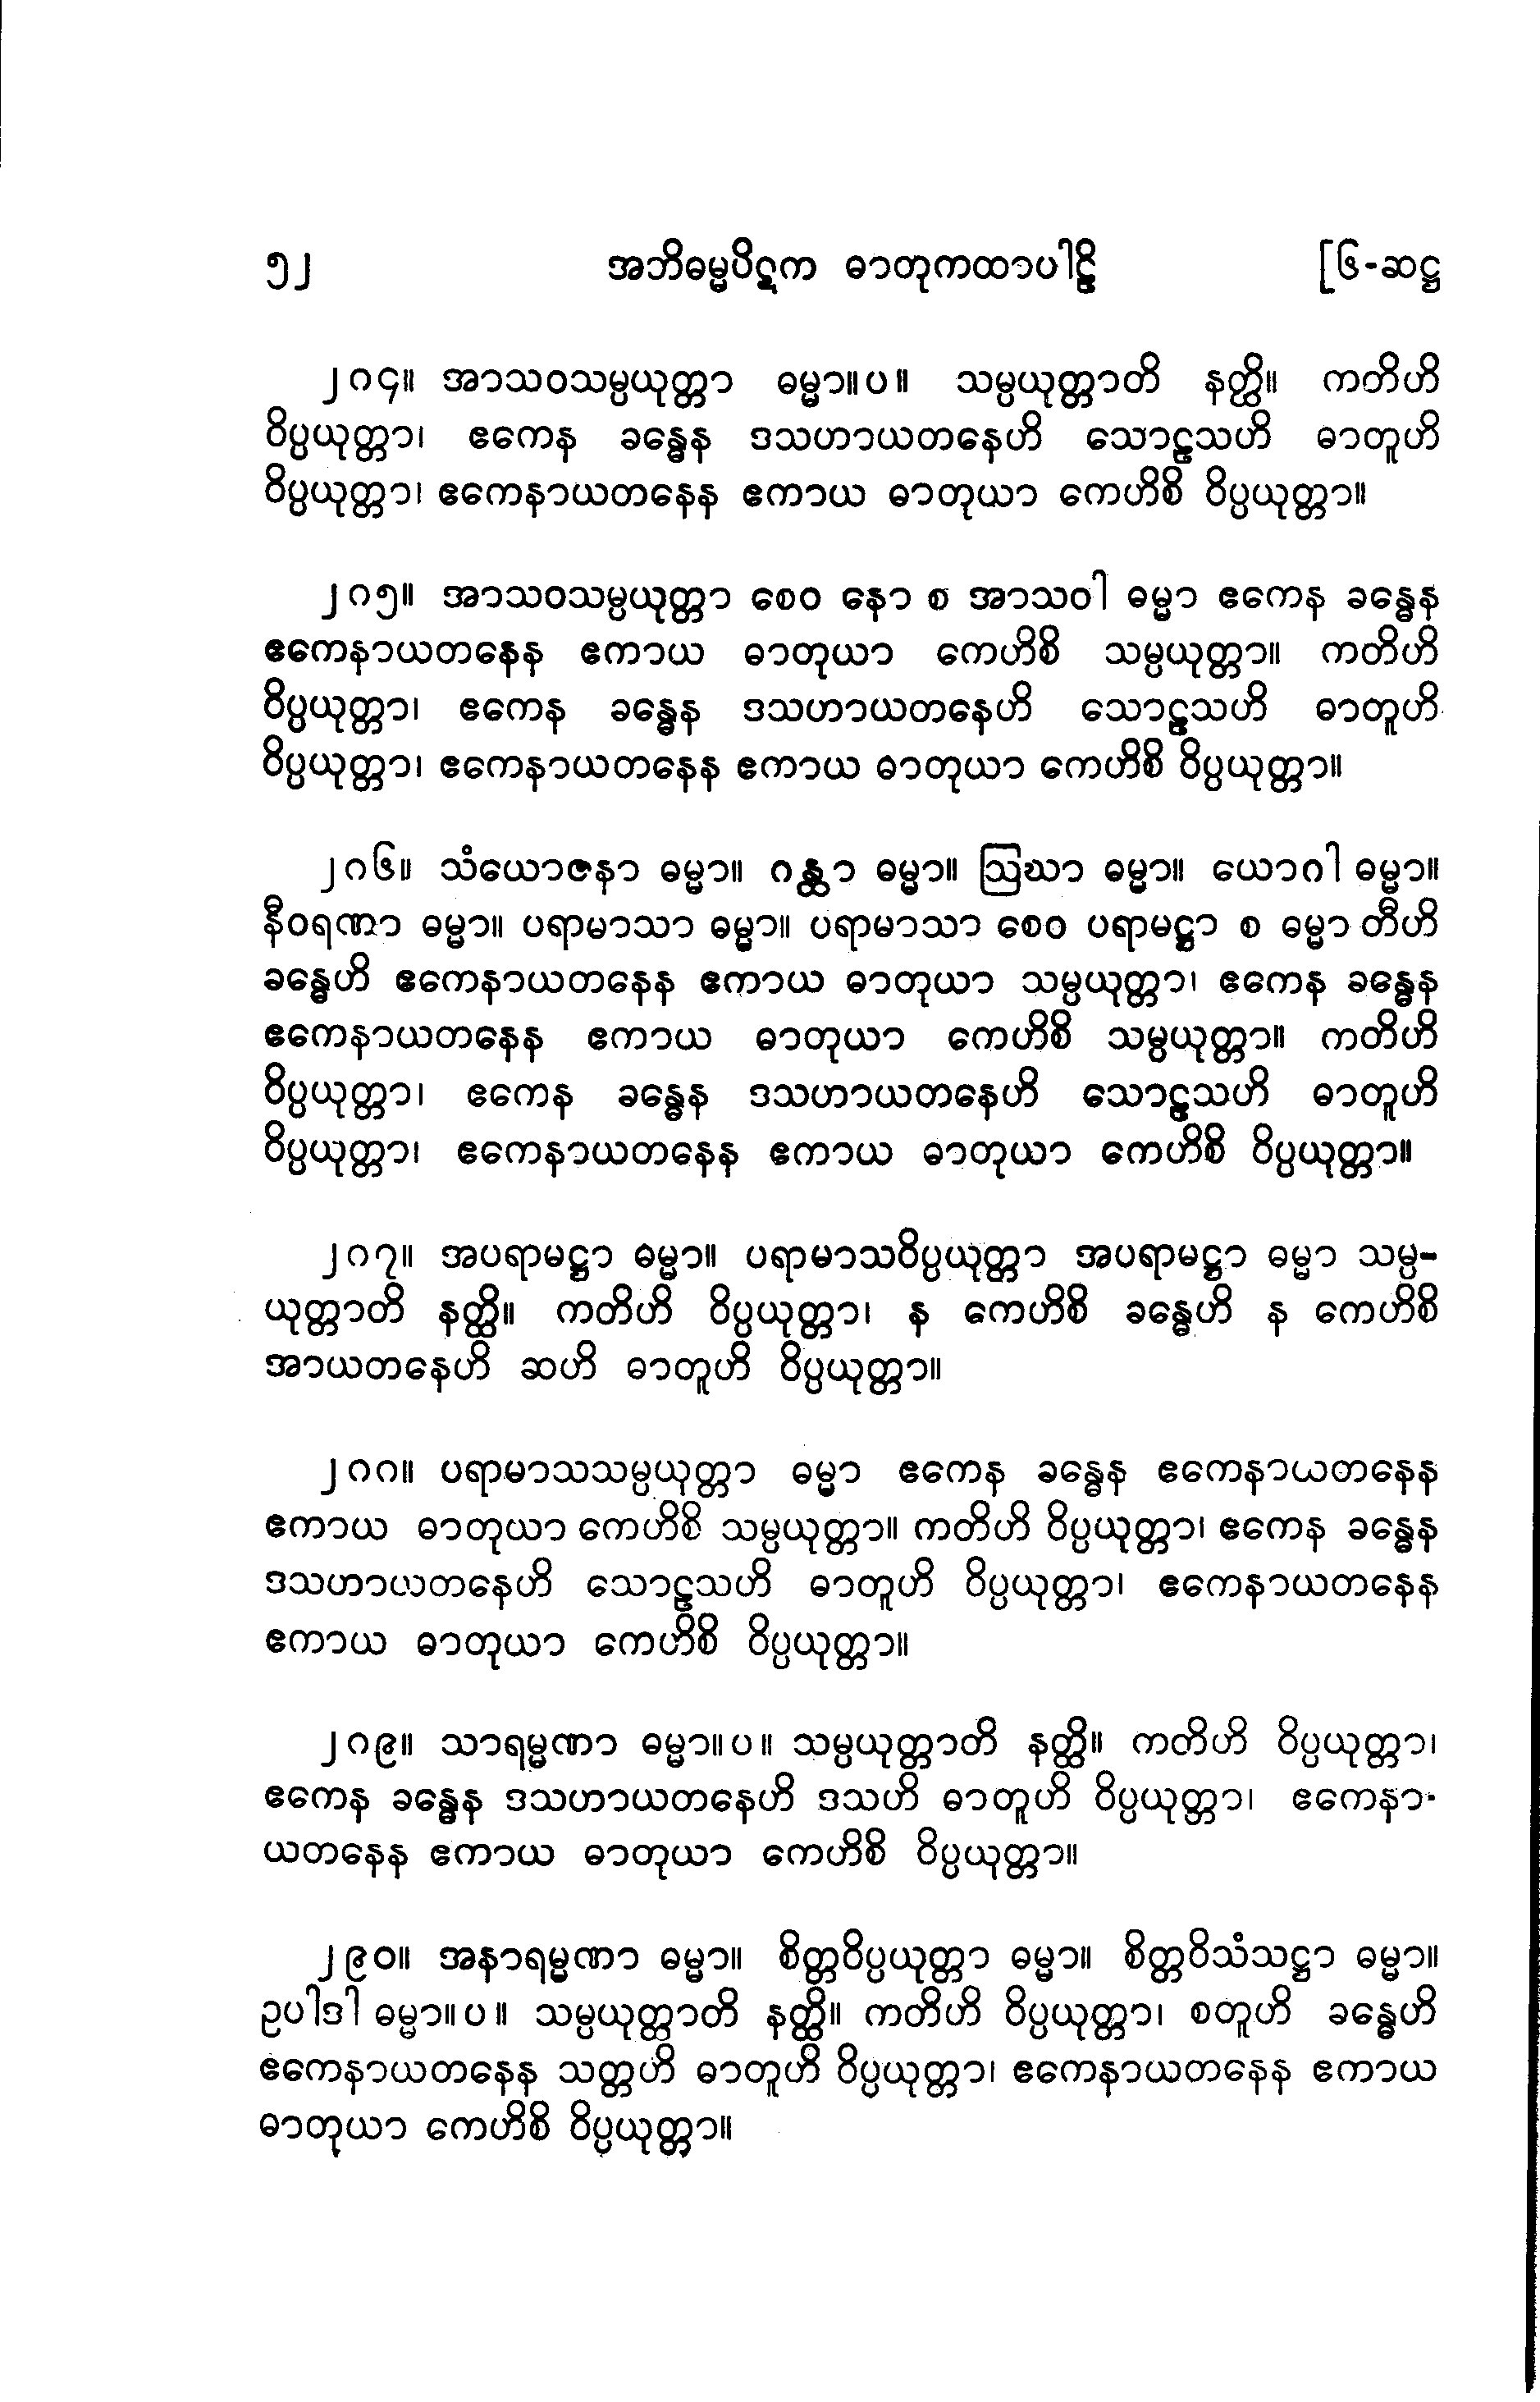 ၅၂ အဘိဓမ္မပိဋက ဓာတုကထာပါဠိ [၆-ဆဋ္ဌ
၂၈၄။ အာသဝသမ္ပယုတ္တာ ဓမ္မာ။ပ။ သမ္ပယုတ္တာတိ နတ္ထိ။ ကတိဟိ
ဝိပ္ပယုတ္တာ၊ ဧကေန ခန္ဓေန ဒသဟာယတနေဟိ သောဠသဟိ ဓာတူဟိ
ဝိပ္ပယုတ္တာ၊ ဧကေနာယတနေန ဧကာယ ဓာတုယာ ကေဟိစိ ဝိပ္ပယုတ္တာ။
၂၈၅။ အာသဝသမ္ပယုတ္တာ စေဝ နော စ အာသဝါ ဓမ္မာ ဧကေန ခန္ဓေန
ဧကေနာယတနေန ဧကာယ ဓာတုယာ ကေဟိစိ သမ္ပယုတ္တာ။ ကတိဟိ
ဝိပ္ပယုတ္တာ၊ ဧကေန ခန္ဓေန ဒသဟာယတနေဟိ သောဠသဟိ ဓာတူဟိ
ဝိပ္ပယုတ္တာ၊ ဧကေနာယတနေန ဧကာယ ဓာတုယာ ကေဟိစိ ဝိပ္ပယုတ္တာ။
၂၈၆။ သံယောဇနာ ဓမ္မာ။ ဂန္ထာ ဓမ္မာ။ ဩဃာ ဓမ္မာ။ ယောဂါ ဓမ္မာ။
နီဝရဏာ ဓမ္မာ။ ပရာမာသာ ဓမ္မာ။ ပရာမာသာ စေဝ ပရာမဋ္ဌာ စ ဓမ္မာ တီဟိ
ခန္ဓေဟိ ဧကေနာယတနေန ဧကာယ ဓာတုယာ သမ္ပယုတ္တာ၊ ဧကေန ခန္ဓေန
ဧကေနာယတနေန ဧကာယ ဓာတုယာ ကေဟိစိ သမ္ပယုတ္တာ။ ကတိဟိ
ဝိပ္ပယုတ္တာ၊ ဧကေန ခန္ဓေန ဒသဟာယတနေဟိ သောဠသဟိ ဓာတူဟိ
ဝိပ္ပယုတ္တာ၊ ဧကေနာယတနေန ဧကာယ ဓာတုယာ ကေဟိစိ ဝိပ္ပယုတ္တာ။
၂၈၇။ အပရာမဋ္ဌာ ဓမ္မာ။ ပရာမာသဝိပ္ပယုတ္တာ အပရာမဋ္ဌာ ဓမ္မာ သမ္ပ-
ယုတ္တာတိ နတ္ထိ။ ကတိဟိ ဝိပ္ပယုတ္တာ၊ န ကေဟိစိ ခန္ဓေဟိ န ကေဟိစိ
အာယတနေဟိ ဆဟိ ဓာတူဟိ ဝိပ္ပယုတ္တာ။
၂၈၈။ ပရာမာသသမ္ပယုတ္တာ ဓမ္မာ ဧကေန ခန္ဓေန ဧကေနာယတနေန
ဧကာယ ဓာတုယာ ကေဟိစိ သမ္ပယုတ္တာ။ ကတိဟိ ဝိပ္ပယုတ္တာ၊ ဧကေန ခန္ဓေန
ဒသဟာယတနေဟိ သောဠသဟိ ဓာတူဟိ ဝိပ္ပယုတ္တာ၊ ဧကေနာယတနေန
ဧကာယ ဓာတုယာ ကေဟိစိ ဝိပ္ပယုတ္တာ။
၂၈၉။ သာရမ္မဏာ ဓမ္မာ။ပ။ သမ္ပယုတ္တာတိ နတ္ထိ။ ကတိဟိ ဝိပ္ပယုတ္တာ၊
ဧကေန ခန္ဓေန ဒသဟာယတနေဟိ ဒသဟိ ဓာတူဟိ ဝိပ္ပယုတ္တာ၊ ဧကေနာ-
ယတနေန ဧကာယ ဓာတုယာ ကေဟိစိ ဝိပ္ပယုတ္တာ။
၂၉၀။ အနာရမ္မဏာ ဓမ္မာ။ စိတ္တဝိပ္ပယုတ္တာ ဓမ္မာ။ စိတ္တဝိသံသဋ္ဌာ ဓမ္မာ။
ဥပါဒါ ဓမ္မာ။ပ။ သမ္ပယုတ္တာတိ နတ္ထိ။ ကတိဟိ ဝိပ္ပယုတ္တာ၊ စတူဟိ ခန္ဓေဟိ
ဧကေနာယတနေန သတ္တဟိ ဓာတူဟိ ဝိပ္ပယုတ္တာ၊ ဧကေနာယတနေန ဧကာယ
ဓာတုယာ ကေဟိစိ ဝိပ္ပယုတ္တာ။